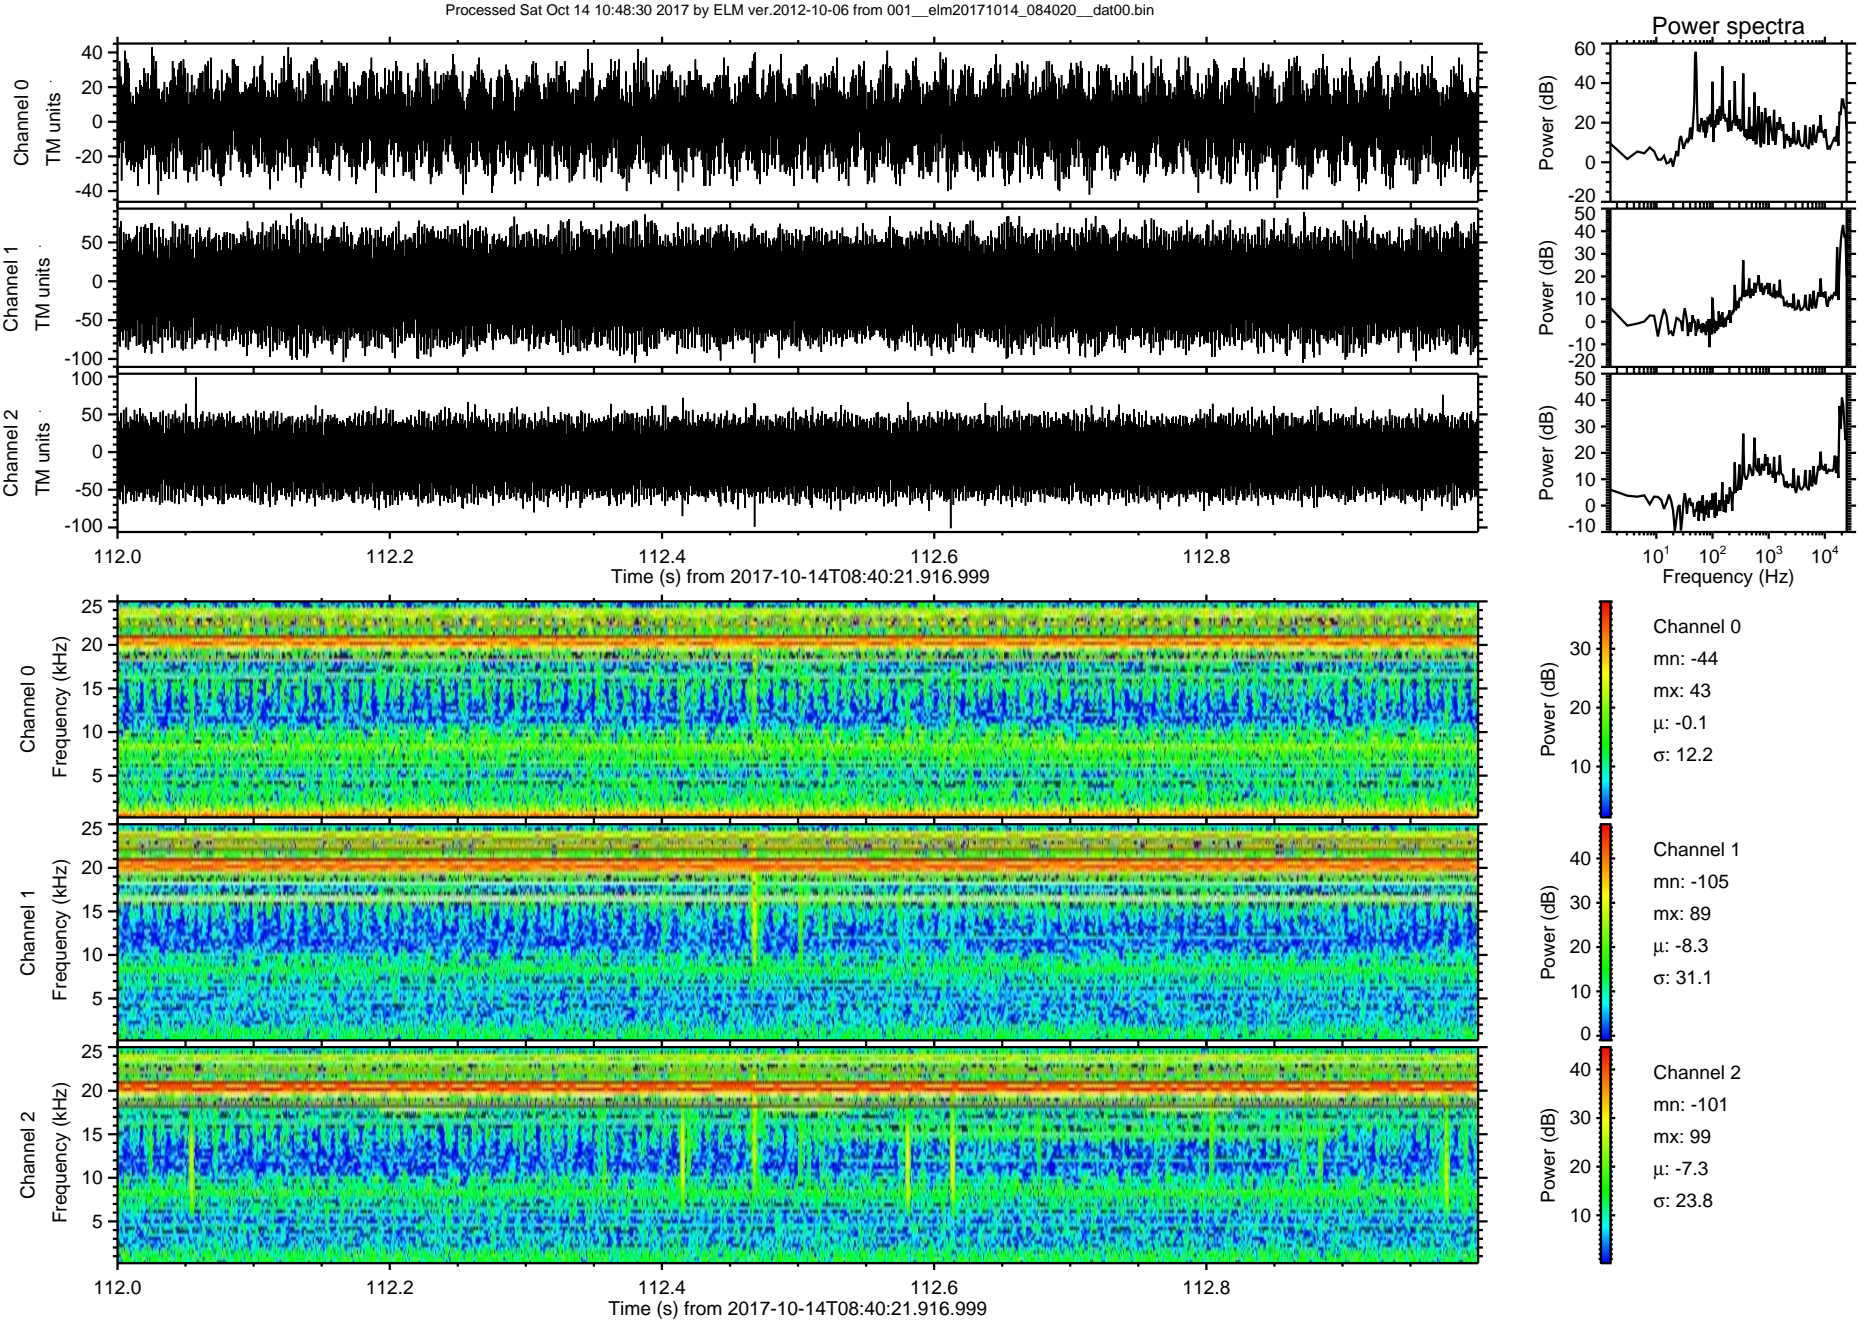 Processed Sat Oct 14 10:48:30 2017 by ELM ver.2012-10-06 from 001__elm20171014_084020__dat00.bin
Power spectra
Channel 0
TM units
40
20
0
-20
-40
Power (dB)
60
40
20
0
-20
Channel 1
TM units
50
0
-50
-100
Power (dB)
50
40
30
20
10
0
-10
-20
Channel 2
TM units
100
50
0
-50
-100
Power (dB)
50
40
30
20
10
0
-10
112.0 112.2 112.4 112.6 112.8
Time (s) from 2017-10-14T08:40:21.916.999
10^1 10^2 10^3 10^4
Frequency (Hz)
Channel 0
Frequency (kHz)
25
20
15
10
5
Power (dB)
30
20
10
Channel 0
mn: -44
mx: 43
μ: -0.1
σ: 12.2
Channel 1
Frequency (kHz)
25
20
15
10
5
Power (dB)
40
30
20
10
0
Channel 1
mn: -105
mx: 89
μ: -8.3
σ: 31.1
Channel 2
Frequency (kHz)
25
20
15
10
5
Power (dB)
40
30
20
10
Channel 2
mn: -101
mx: 99
μ: -7.3
σ: 23.8
112.0 112.2 112.4 112.6 112.8
Time (s) from 2017-10-14T08:40:21.916.999